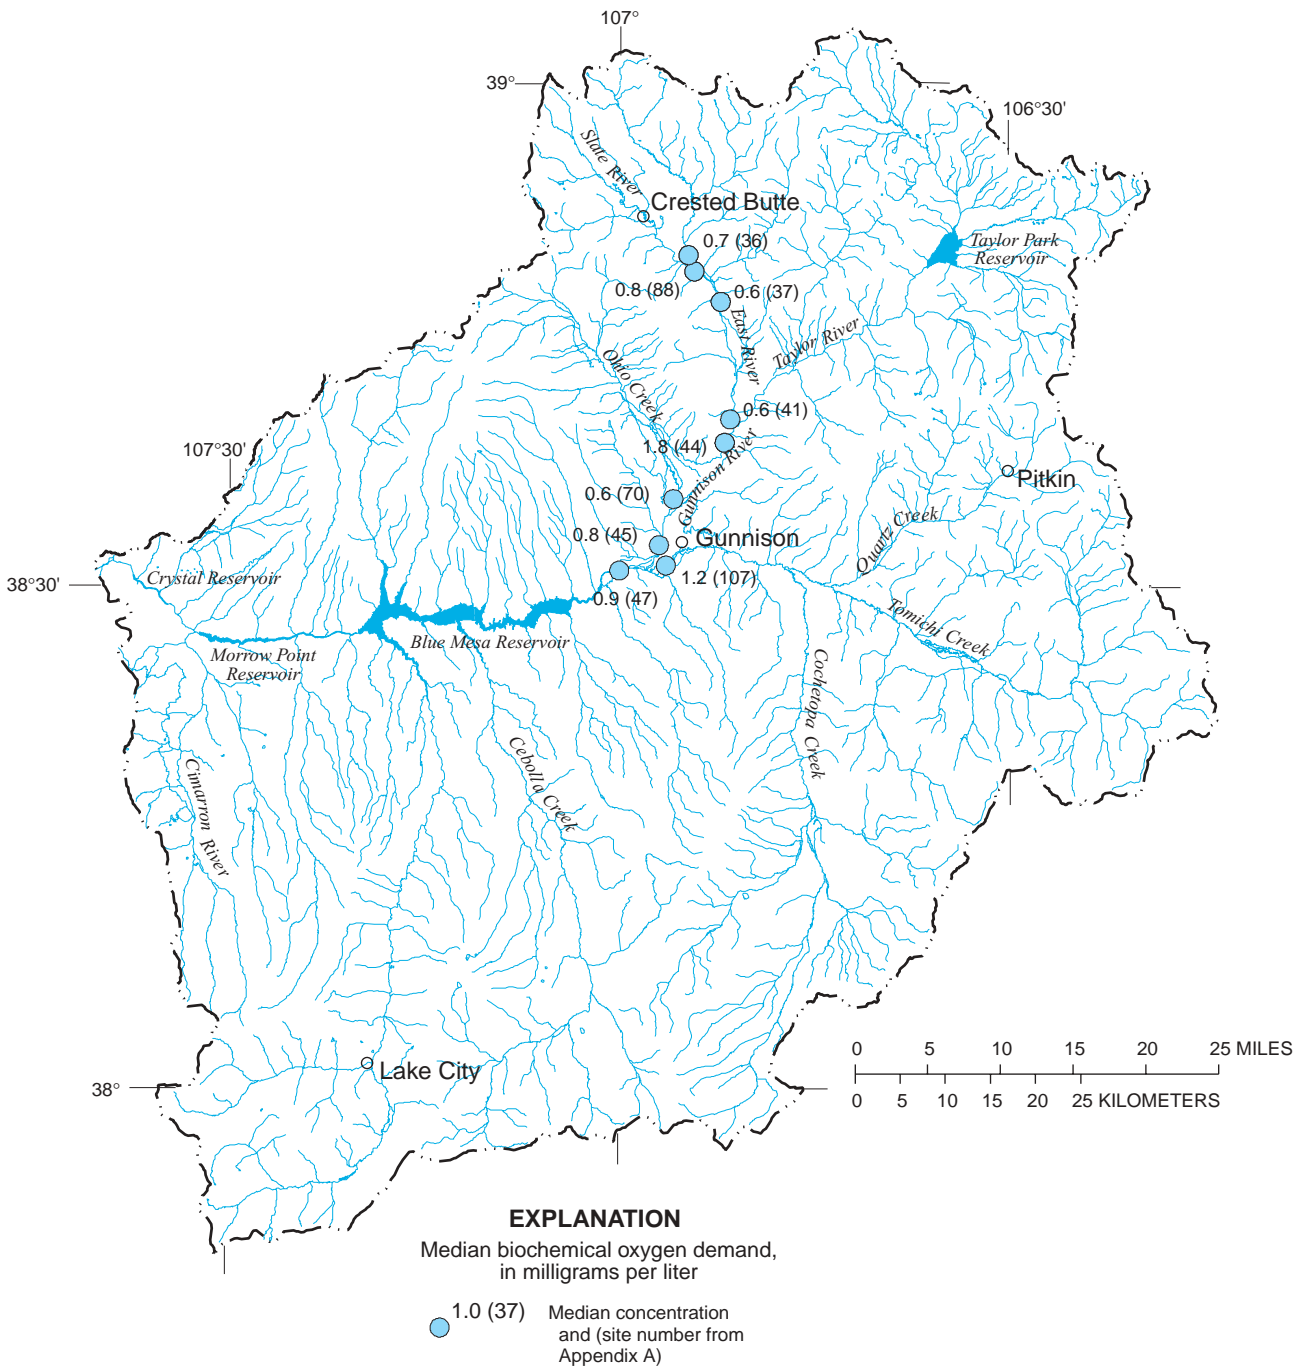 107°
39°
106°30'
Slate River
Crested Butte
0.7 (36)
Taylor Park
Reservoir
0.8 (88)
0.6 (37)
East River
Taylor River
Ohio Creek
0.6 (41)
107°30'
1.8 (44)
Gunnison River
Pitkin
0.6 (70)
Quartz Creek
0.8 (45)
Gunnison
38°30'
Crystal Reservoir
1.2 (107)
0.9 (47)
Tomichi Creek
Blue Mesa Reservoir
Morrow Point
Reservoir
Cochetopa Creek
Cebolla Creek
Cimarron River
0 5 10 15 20 25 MILES
Lake City
38°
0 5 10 15 20 25 KILOMETERS
EXPLANATION
Median biochemical oxygen demand,
in milligrams per liter
1.0 (37) Median concentration
and (site number from
Appendix A)